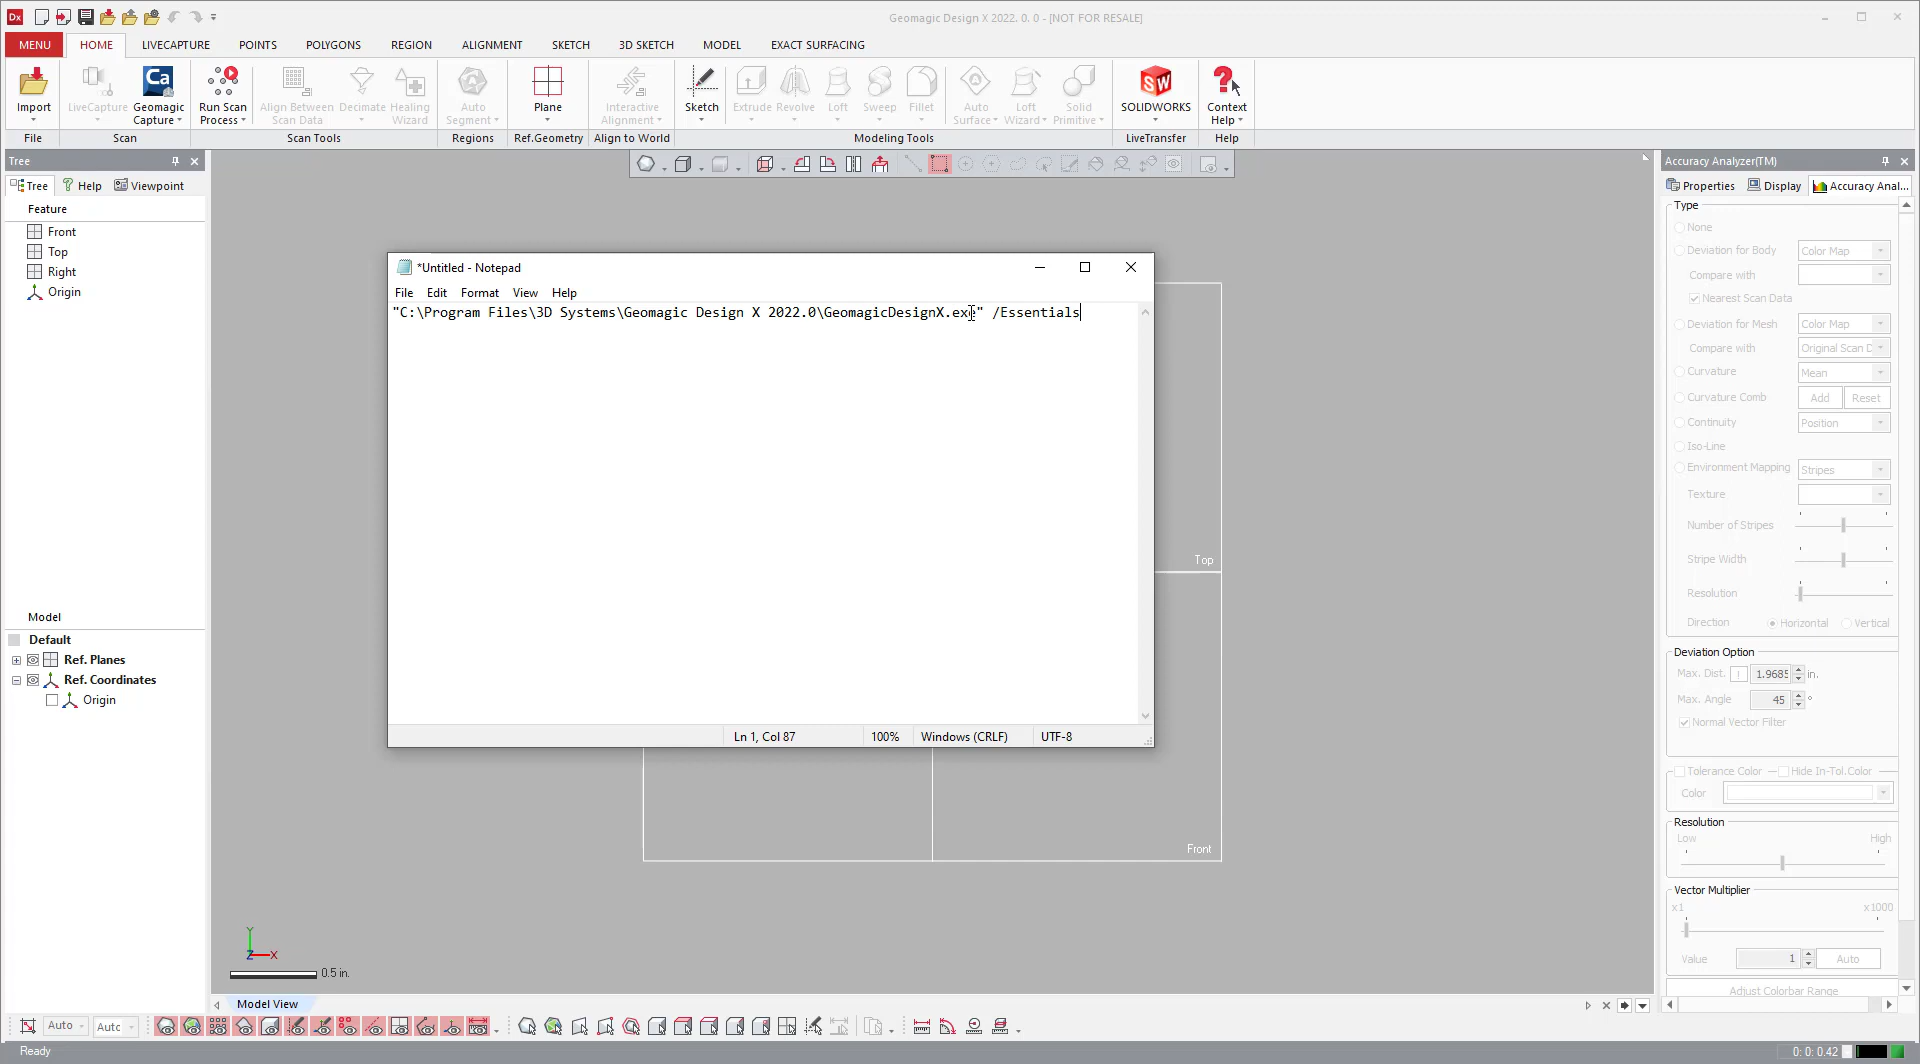 Dx
Geomagic Design X 2022. 0. 0 - [NOT FOR RESALE]
MENU HOME LIVECAPTURE POINTS POLYGONS REGION ALIGNMENT SKETCH 3D SKETCH MODEL EXACT SURFACING
Import LiveCapture Geomagic Capture Run Scan Process Align Between Scan Data Decimate Healing Wizard Auto Segment Plane Interactive Alignment Sketch Extrude Revolve Loft Sweep Fillet Auto Surface Loft Wizard Solid Primitive SOLIDWORKS Context Help
File Scan Scan Tools Regions Ref.Geometry Align to World Modeling Tools LiveTransfer Help
Tree
Tree Help Viewpoint
Feature
Front
Top
Right
Origin
Model
Default
Ref. Planes
Ref. Coordinates
Origin
*Untitled - Notepad
File Edit Format View Help
"C:\Program Files\3D Systems\Geomagic Design X 2022.0\GeomagicDesignX.exe" /Essentials
Ln 1, Col 87 100% Windows (CRLF) UTF-8
Top
Front
Y
Z X
0.5 in.
Model View
Accuracy Analyzer(TM)
Properties Display Accuracy Anal...
Type
None
Deviation for Body Color Map
Compare with
Nearest Scan Data
Deviation for Mesh Color Map
Compare with Original Scan D
Curvature Mean
Curvature Comb Add Reset
Continuity Position
Iso-Line
Environment Mapping Stripes
Texture
Number of Stripes
Stripe Width
Resolution
Direction Horizontal Vertical
Deviation Option
Max. Dist. ! 1.9685 in.
Max. Angle 45 °
Normal Vector Filter
Tolerance Color Hide In-Tol.Color
Color
Resolution
Low High
Vector Multiplier
x1 x1000
Value 1 Auto
Adjust Colorbar Range
Auto Auto
Ready
0: 0: 0.42